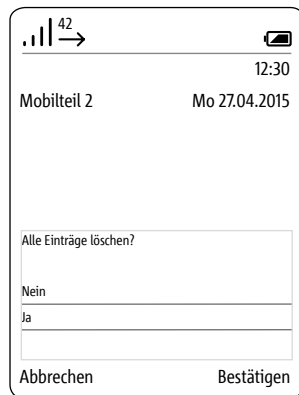 42
12:30
Mobilteil 2 Mo 27.04.2015
Alle Einträge löschen?
Nein
Ja
Abbrechen Bestätigen